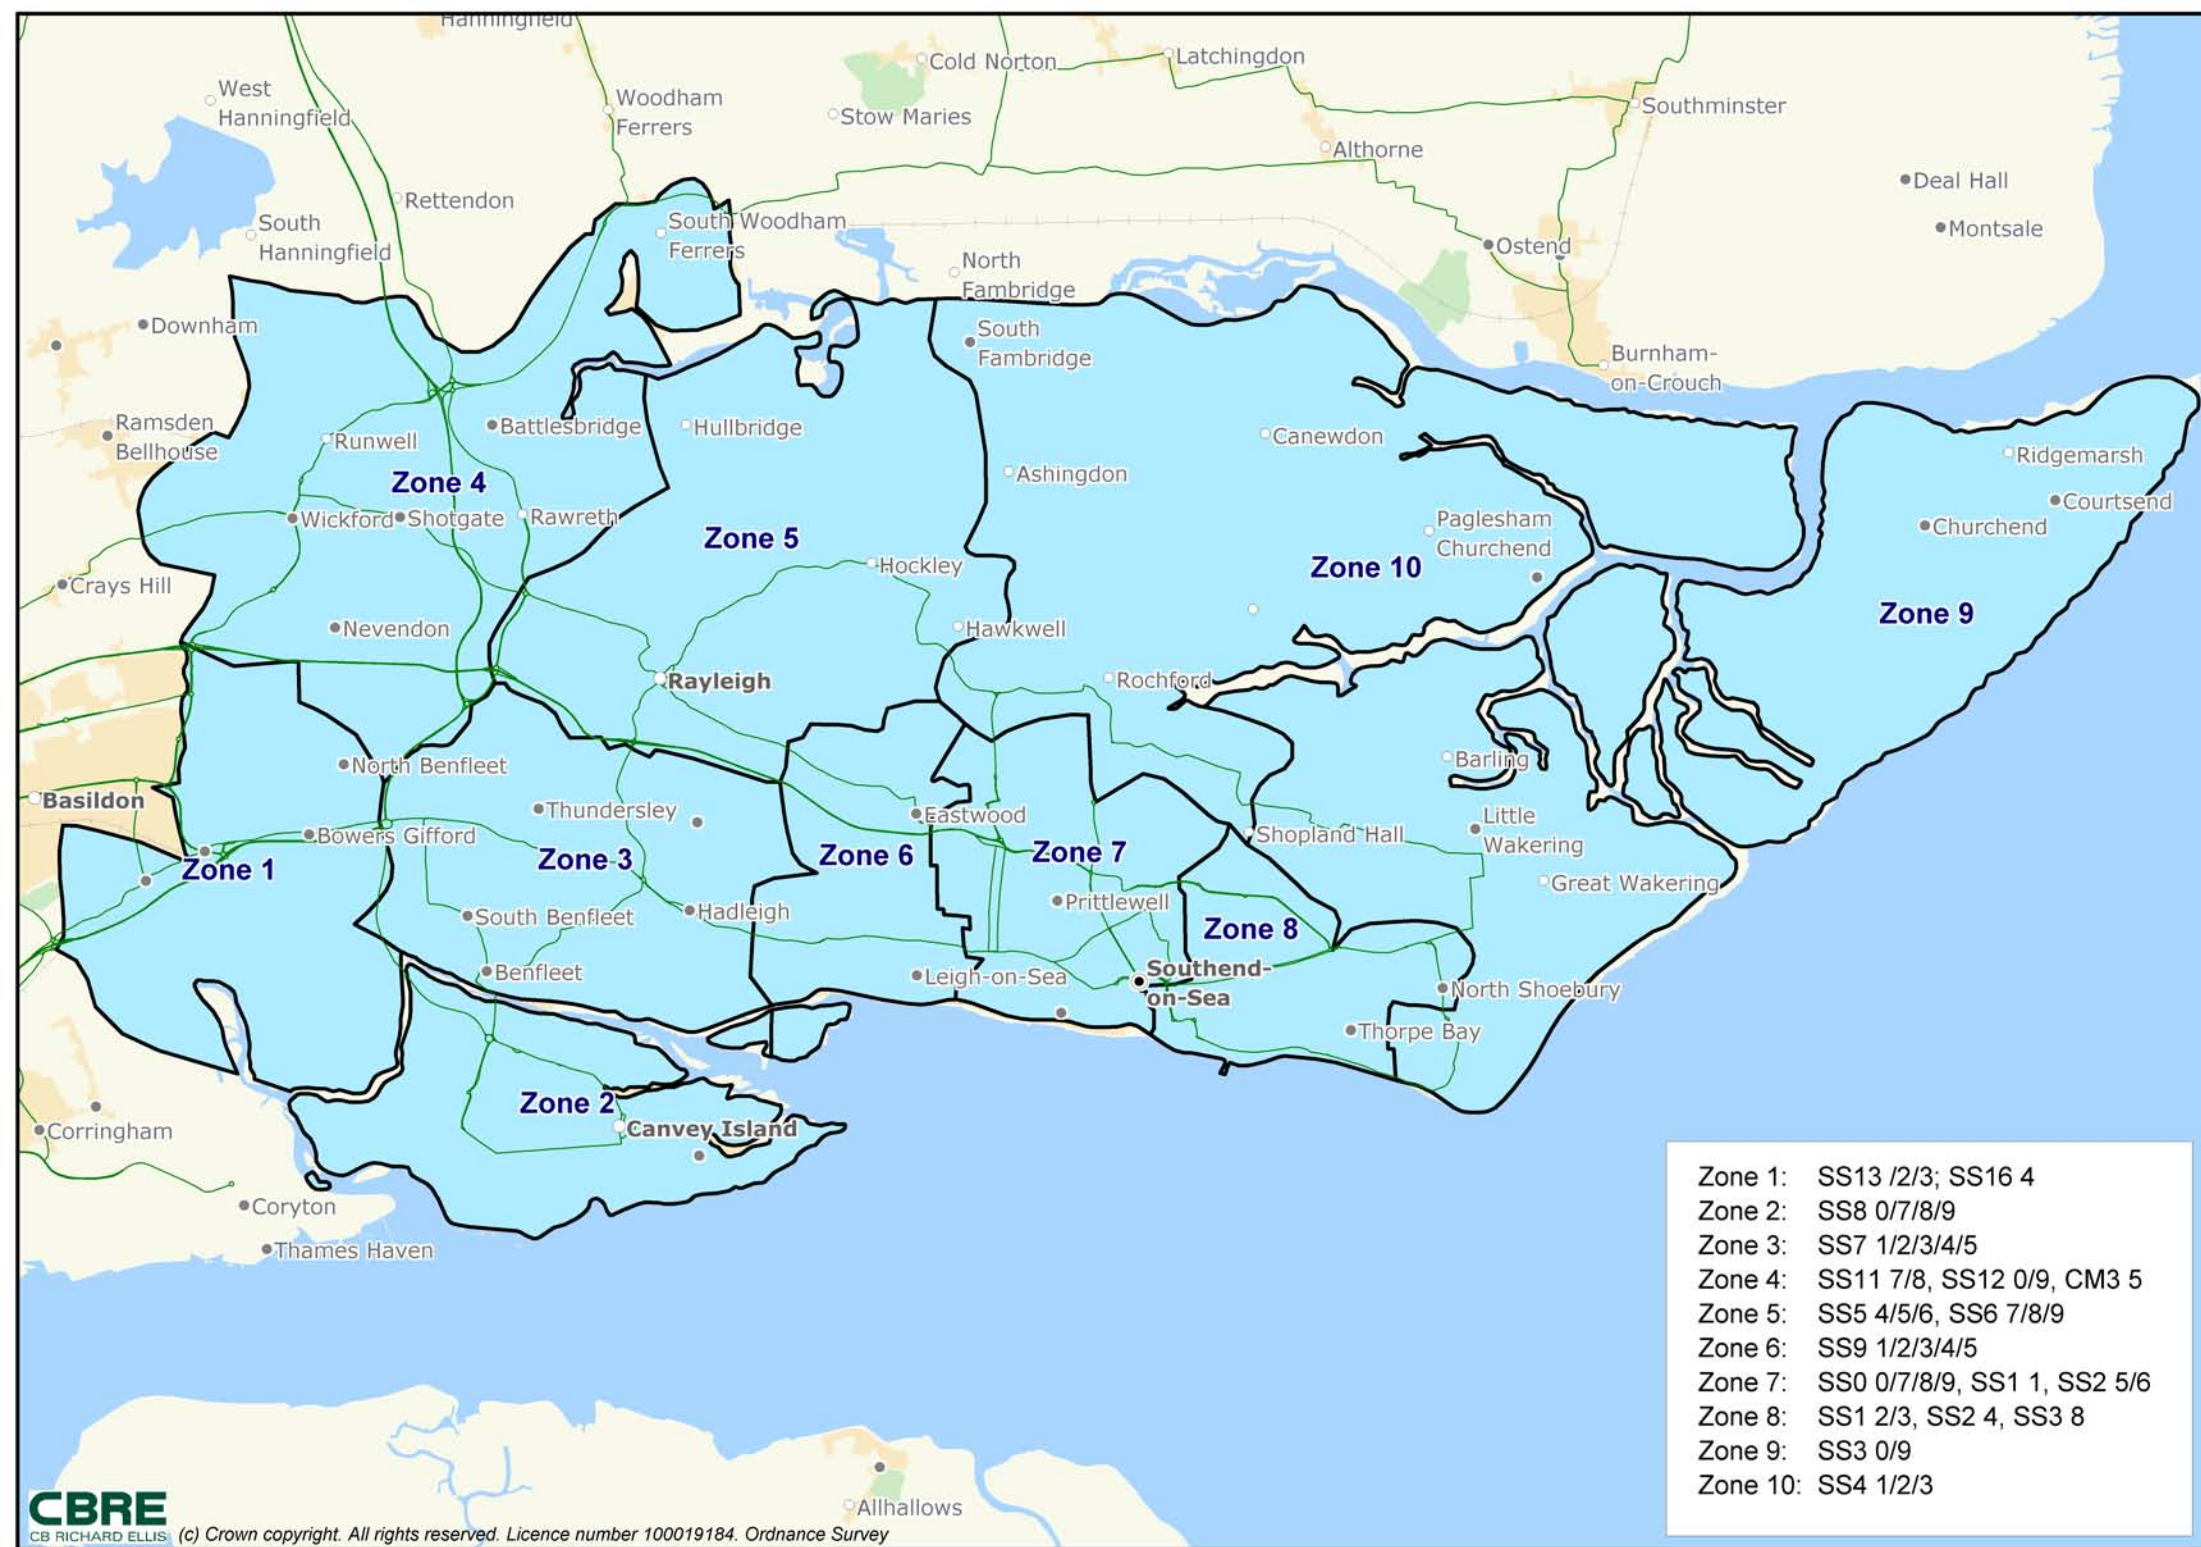 Hanningfield
Cold Norton
Latchingdon
West
Hanningfield
Woodham
Ferrers
Stow Maries
Southminster
Althorne
Deal Hall
Rettendon
South
Hanningfield
South Woodham
Ferrers
Montsale
Ostend
North
Fambridge
Downham
South
Fambridge
Burnham-
on-Crouch
Ramsden
Bellhouse
Runwell
Battlesbridge
Hullbridge
Canewdon
Ridgemarsh
Ashingdon
Zone 4
Courtsend
Wickford
Shotgate
Rawreth
Paglesham
Churchend
Churchend
Zone 5
Hockley
Zone 10
Crays Hill
Zone 9
Nevendon
Hawkwell
Rayleigh
Rochford
North Benfleet
Barling
Basildon
Thundersley
Eastwood
Little
Wakering
Bowers Gifford
Shopland Hall
Zone 1
Zone 3
Zone 6
Zone 7
Great Wakering
Prittlewell
South Benfleet
Hadleigh
Zone 8
Benfleet
Leigh-on-Sea
Southend-
on-Sea
North Shoebury
Thorpe Bay
Zone 2
Canvey Island
Corringham
Coryton
Thames Haven
Zone 1: SS13 /2/3; SS16 4
Zone 2: SS8 0/7/8/9
Zone 3: SS7 1/2/3/4/5
Zone 4: SS11 7/8, SS12 0/9, CM3 5
Zone 5: SS5 4/5/6, SS6 7/8/9
Zone 6: SS9 1/2/3/4/5
Zone 7: SS0 0/7/8/9, SS1 1, SS2 5/6
Zone 8: SS1 2/3, SS2 4, SS3 8
Zone 9: SS3 0/9
Zone 10: SS4 1/2/3
Allhallows
CBRE
CB RICHARD ELLIS
(c) Crown copyright. All rights reserved. Licence number 100019184. Ordnance Survey